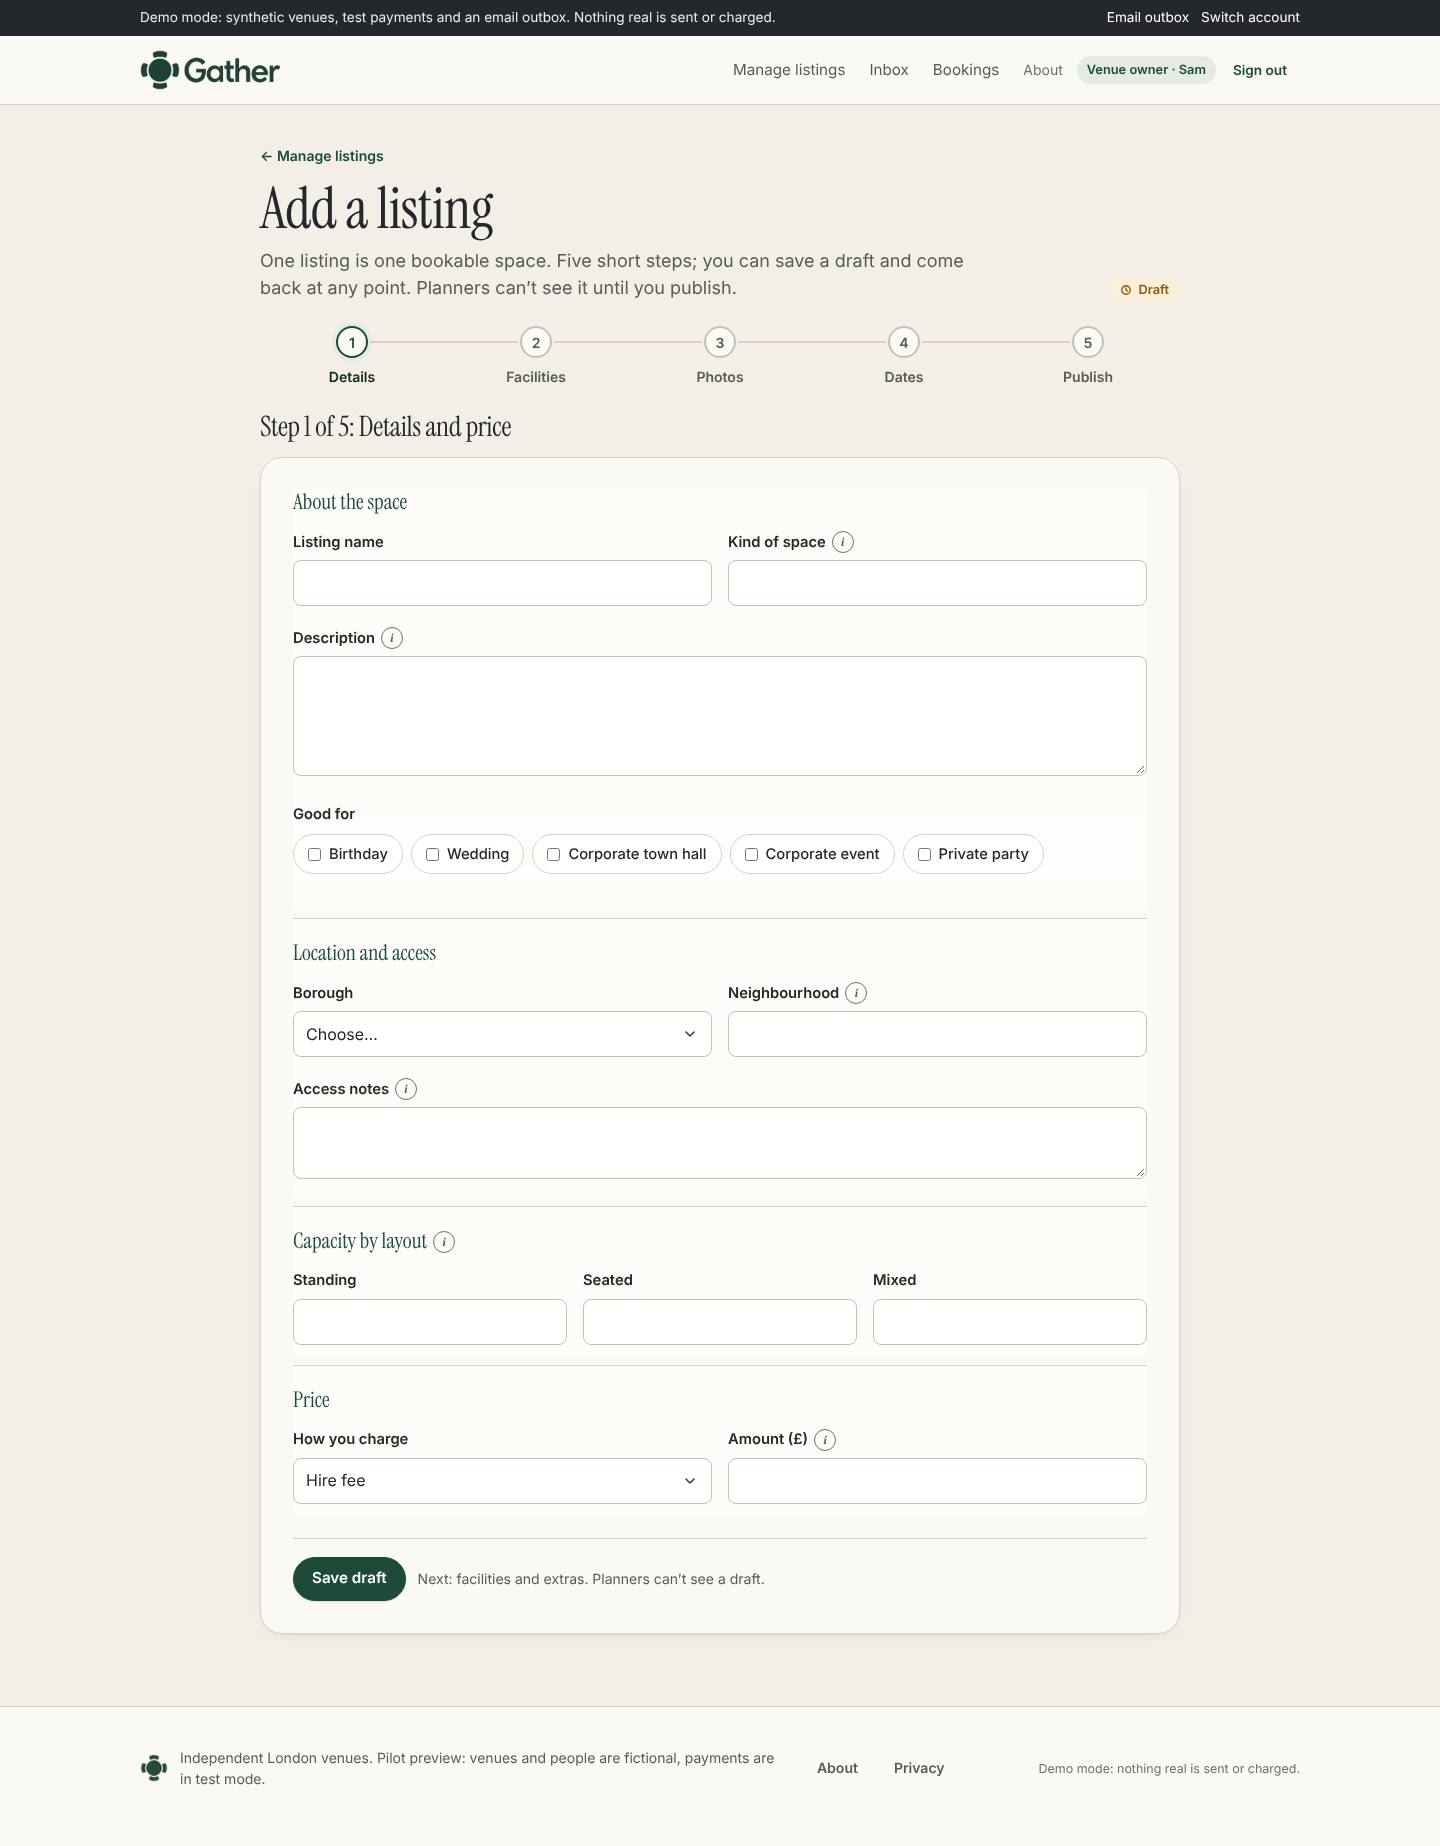 Demo mode: synthetic venues, test payments and an email outbox. Nothing real is sent or charged.
Email outbox Switch account
Gather
Manage listings Inbox Bookings About Venue owner · Sam Sign out
← Manage listings
Add a listing
One listing is one bookable space. Five short steps; you can save a draft and come
back at any point. Planners can’t see it until you publish.
Draft
1 2 3 4 5
Details Facilities Photos Dates Publish
Step 1 of 5: Details and price
About the space
Listing name
Kind of space i
Description i
Good for
Birthday Wedding Corporate town hall Corporate event Private party
Location and access
Borough
Choose...
Neighbourhood i
Access notes i
Capacity by layout i
Standing Seated Mixed
Price
How you charge
Hire fee
Amount (£) i
Save draft Next: facilities and extras. Planners can’t see a draft.
Independent London venues. Pilot preview: venues and people are fictional, payments are
in test mode.
About Privacy
Demo mode: nothing real is sent or charged.